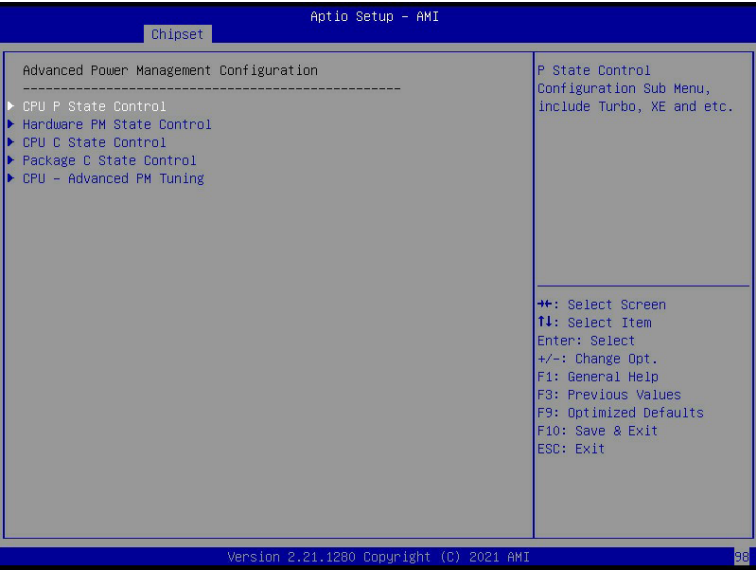 Aptio Setup – AMI
Chipset
Advanced Power Management Configuration
------------------------------------------------
▶ CPU P State Control
▶ Hardware PM State Control
▶ CPU C State Control
▶ Package C State Control
▶ CPU – Advanced PM Tuning
P State Control
Configuration Sub Menu,
include Turbo, XE and etc.
→←: Select Screen
↑↓: Select Item
Enter: Select
+/-: Change Opt.
F1: General Help
F3: Previous Values
F9: Optimized Defaults
F10: Save & Exit
ESC: Exit
Version 2.21.1280 Copyright (C) 2021 AMI
98